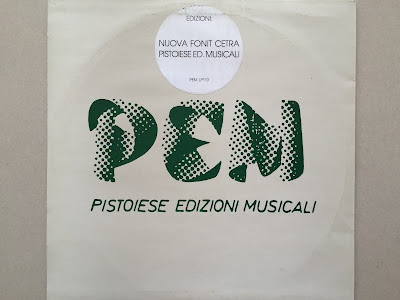 EDIZIONI:
NUOVA FONIT CETRA
PISTOIESE ED. MUSICALI
PEM
PISTOIESE EDIZIONI MUSICALI